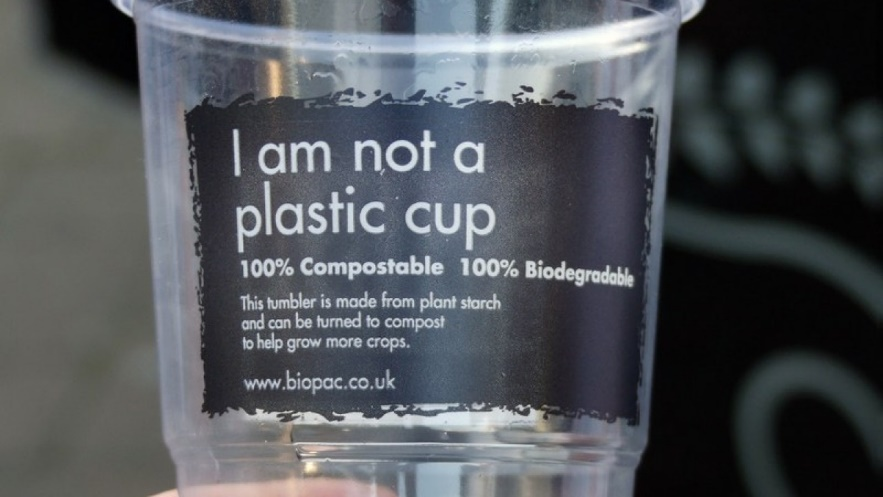 I am not a
plastic cup
100% Compostable 100% Biodegradable
This tumbler is made from plant starch
and can be turned to compost
to help grow more crops.
www.biopac.co.uk